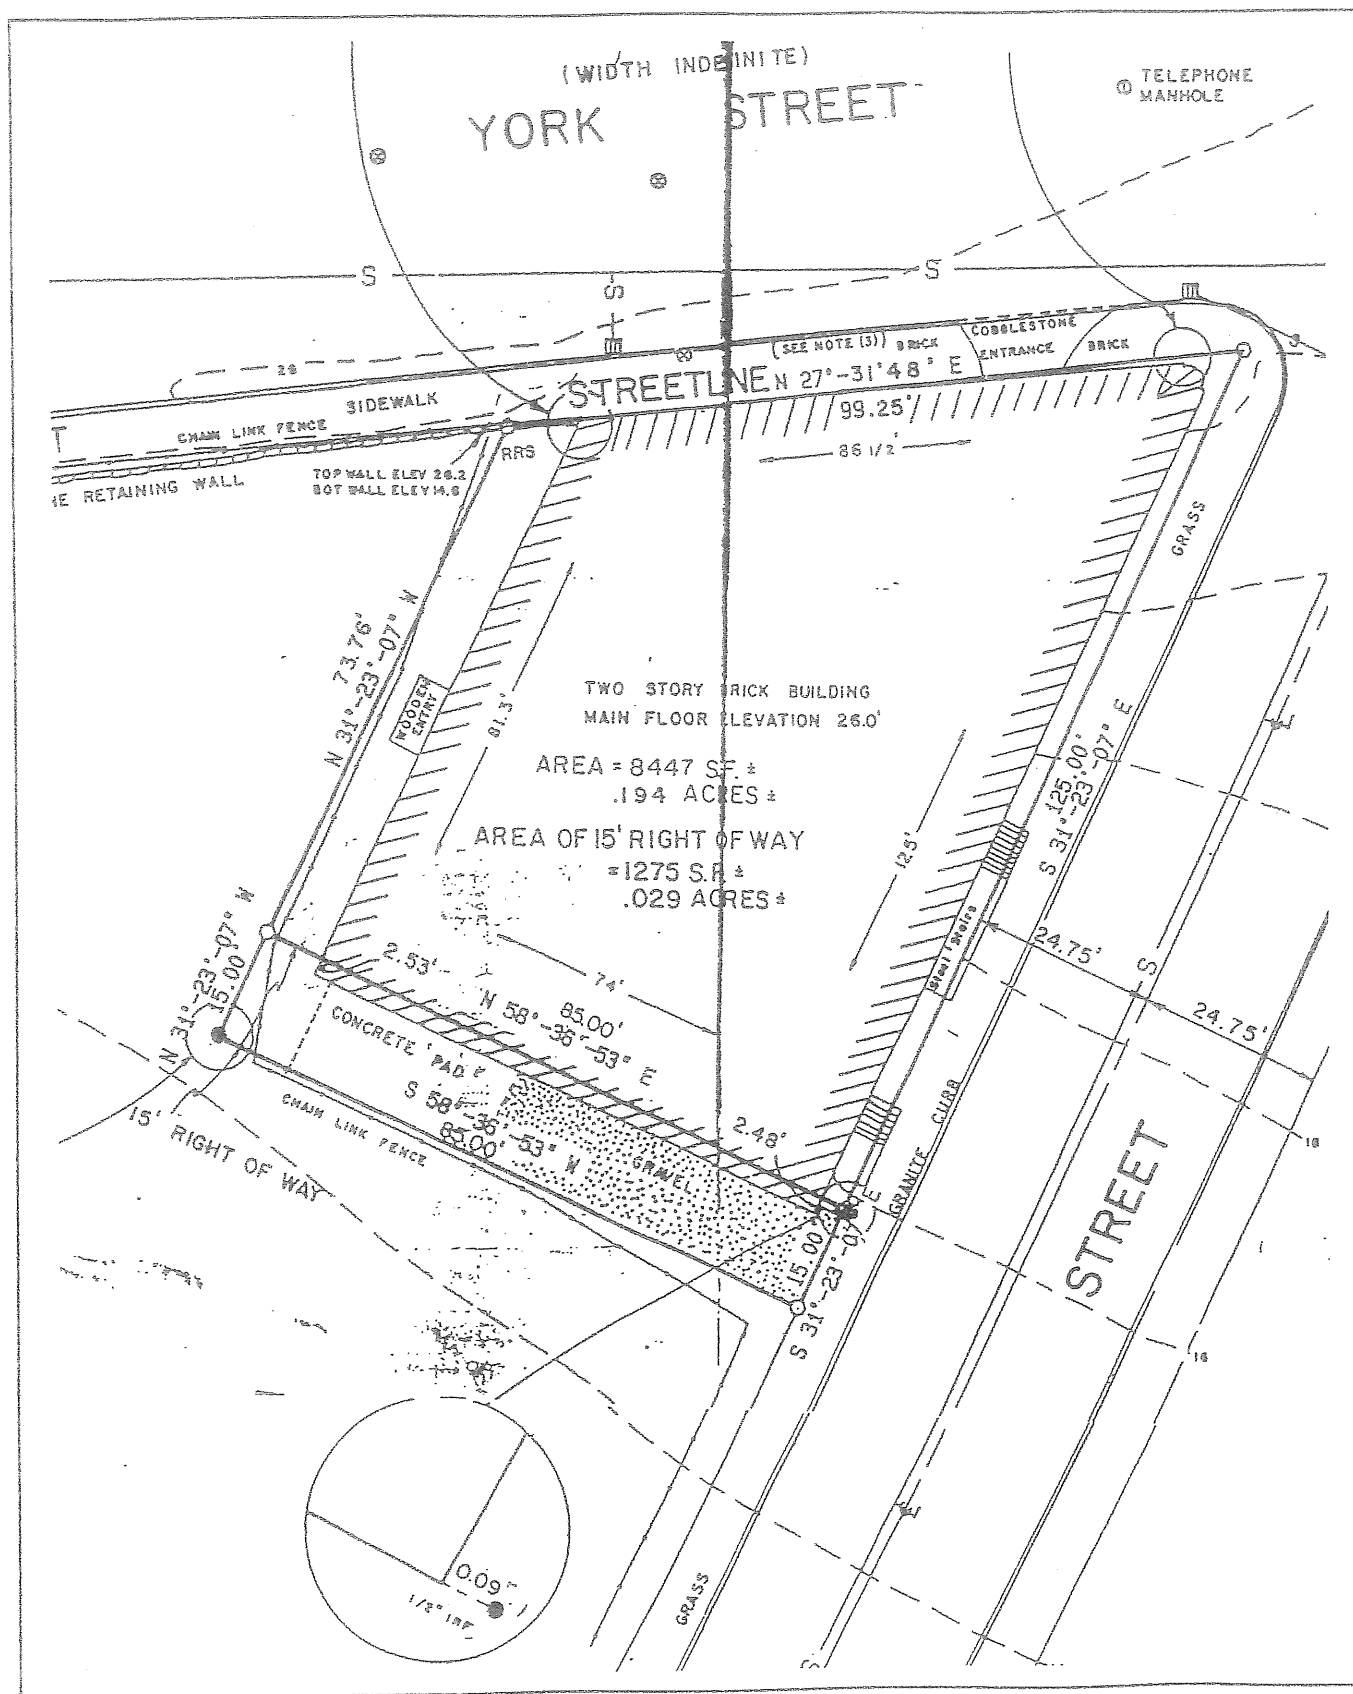 (WIDTH INDEFINITE)
YORK STREET
TELEPHONE
MANHOLE
S
S
S
28
SIDEWALK
STREETLINE N 27°-31'48" E
(SEE NOTE (3))
BRICK
COBBLESTONE
ENTRANCE
BRICK
99.25'
86 1/2'
CHAIN LINK FENCE
RRS
TOP WALL ELEV 26.2
BOT WALL ELEV 14.6
RETAINING WALL
GRASS
73.76'
N 31°-23'-07" W
WOODEN
ENTRY
81.3'
TWO STORY BRICK BUILDING
MAIN FLOOR ELEVATION 26.0'
AREA = 8447 S.F. ±
.194 ACRES ±
AREA OF 15' RIGHT OF WAY
= 1275 S.F. ±
.029 ACRES ±
125.00'
S 31°-23'-07" E
125'
Steel Stairs
24.75'
S
24.75'
N 31°-23'-07" W
15.00'
2.53'
74'
85.00'
N 58°-36'-53" E
CONCRETE PAD
S 58°-36'-53" W
85.00'
GRAVEL
2.48'
CHAIN LINK FENCE
15' RIGHT OF WAY
GRANITE CURB
15.00'
S 31°-23'-07" E
STREET
18
16
0.09'
1/2" IRF
GRASS
S